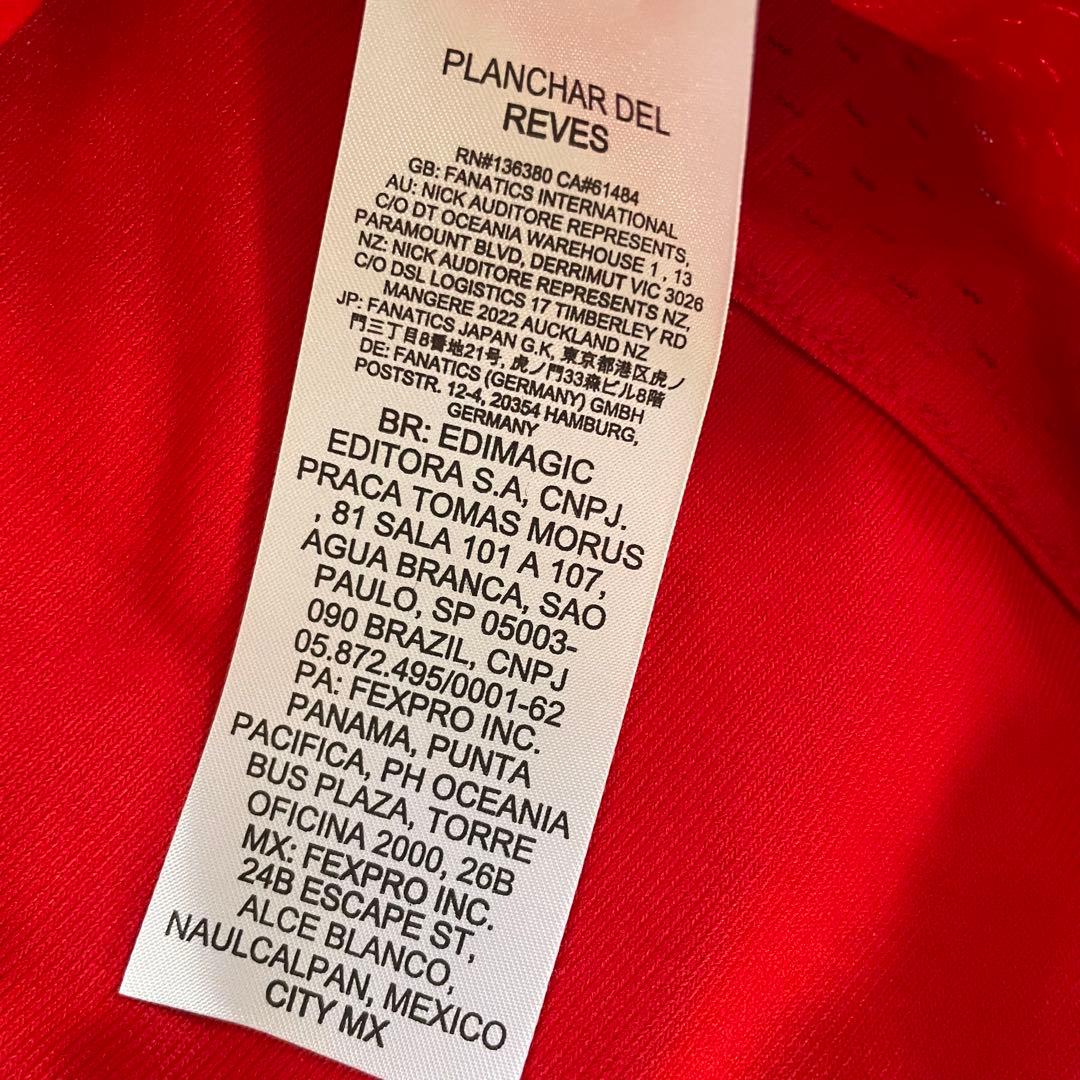 PLANCHAR DEL
REVES
RN#136380 CA#61484
GB: FANATICS INTERNATIONAL
AU: NICK AUDITORE REPRESENTS,
C/O DT OCEANIA WAREHOUSE 1 , 13
PARAMOUNT BLVD, DERRIMUT VIC 3026
NZ: NICK AUDITORE REPRESENTS NZ,
C/O DSL LOGISTICS 17 TIMBERLEY RD
MANGERE 2022 AUCKLAND NZ
JP: FANATICS JAPAN G.K, 東京都港区虎ノ
門三丁目8番地21号, 虎ノ門33森ビル8階
DE: FANATICS (GERMANY) GMBH
POSTSTR. 12-4, 20354 HAMBURG,
GERMANY
BR: EDIMAGIC
EDITORA S.A, CNPJ.
PRACA TOMAS MORUS
, 81 SALA 101 A 107,
AGUA BRANCA, SAO
PAULO, SP 05003-
090 BRAZIL, CNPJ
05.872.495/0001-62
PA: FEXPRO INC.
PANAMA, PUNTA
PACIFICA, PH OCEANIA
BUS PLAZA, TORRE
OFICINA 2000, 26B
MX: FEXPRO INC.
24B ESCAPE ST,
ALCE BLANCO,
NAULCALPAN, MEXICO
CITY MX